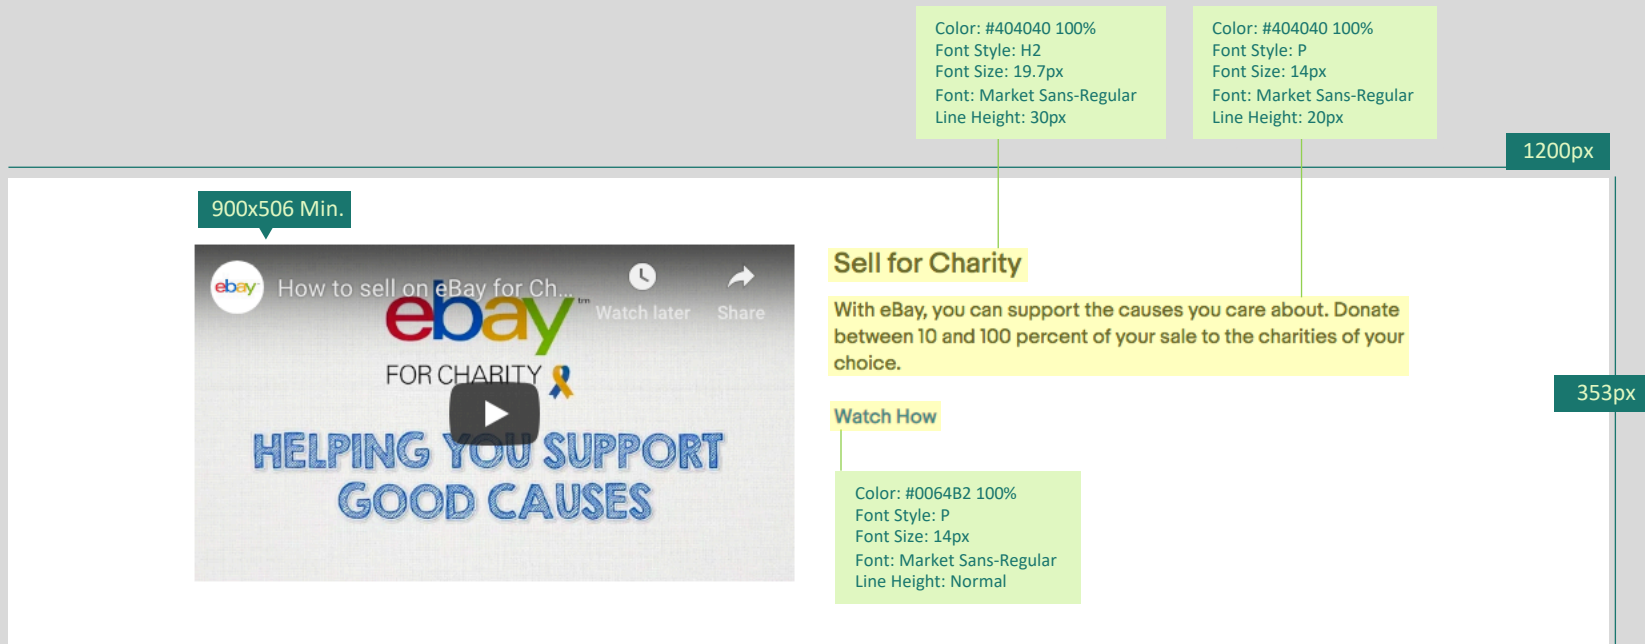 Color: #404040 100%
Font Style: H2
Font Size: 19.7px
Font: Market Sans-Regular
Line Height: 30px
Color: #404040 100%
Font Style: P
Font Size: 14px
Font: Market Sans-Regular
Line Height: 20px
1200px
900x506 Min.
ebay
How to sell on eBay for Ch...
Watch later
Share
ebay™
FOR CHARITY
HELPING YOU SUPPORT
GOOD CAUSES
Sell for Charity
With eBay, you can support the causes you care about. Donate
between 10 and 100 percent of your sale to the charities of your
choice.
353px
Watch How
Color: #0064B2 100%
Font Style: P
Font Size: 14px
Font: Market Sans-Regular
Line Height: Normal